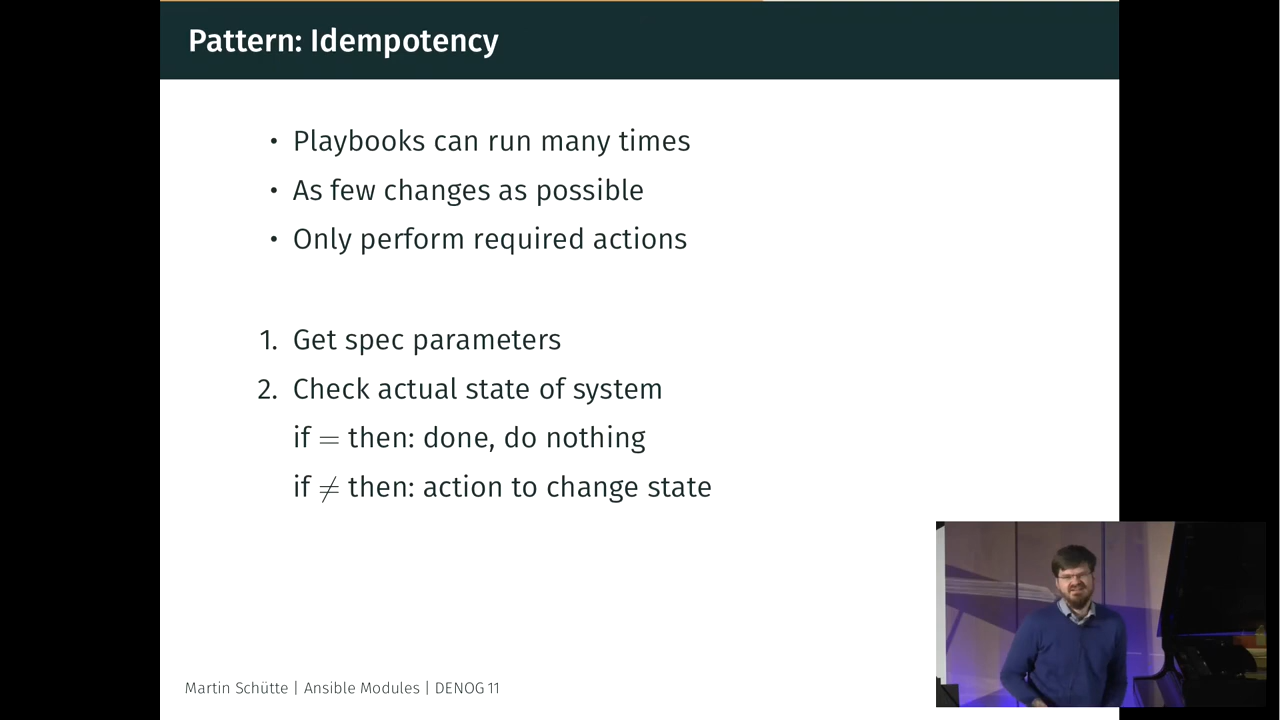 Pattern: Idempotency
• Playbooks can run many times
• As few changes as possible
• Only perform required actions
1. Get spec parameters
2. Check actual state of system
if = then: done, do nothing
if ≠ then: action to change state
Martin Schütte | Ansible Modules | DENOG 11